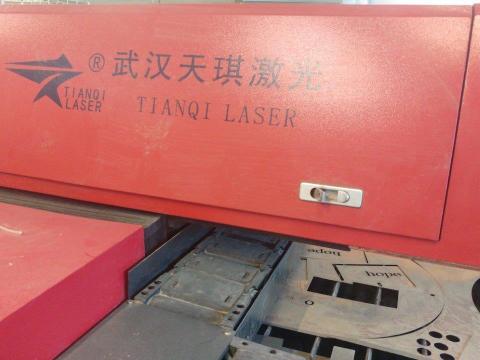 TIANQI
LASER
® 武汉天琪激光
TIANQI LASER
hope
hope